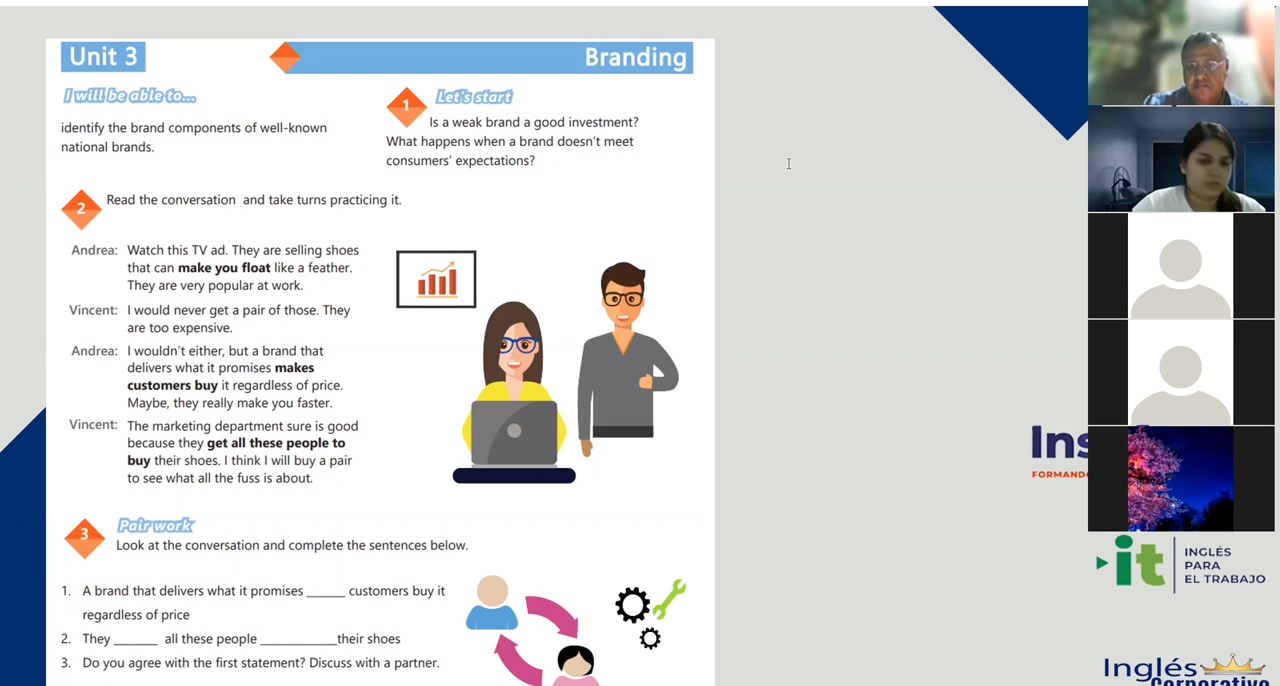 Unit 3
Branding
I will be able to...
identify the brand components of well-known
national brands.
1
Let's start
Is a weak brand a good investment?
What happens when a brand doesn't meet
consumers' expectations?
2
Read the conversation and take turns practicing it.
Andrea: Watch this TV ad. They are selling shoes
that can make you float like a feather.
They are very popular at work.
Vincent: I would never get a pair of those. They
are too expensive.
Andrea: I wouldn't either, but a brand that
delivers what it promises makes
customers buy it regardless of price.
Maybe, they really make you faster.
Vincent: The marketing department sure is good
because they get all these people to
buy their shoes. I think I will buy a pair
to see what all the fuss is about.
3
Pair work
Look at the conversation and complete the sentences below.
1. A brand that delivers what it promises ______ customers buy it
regardless of price
2. They _______ all these people ____________their shoes
3. Do you agree with the first statement? Discuss with a partner.
Ins
FORMAND
it
INGLÉS
PARA
EL TRABAJO
Inglés
Corporativo